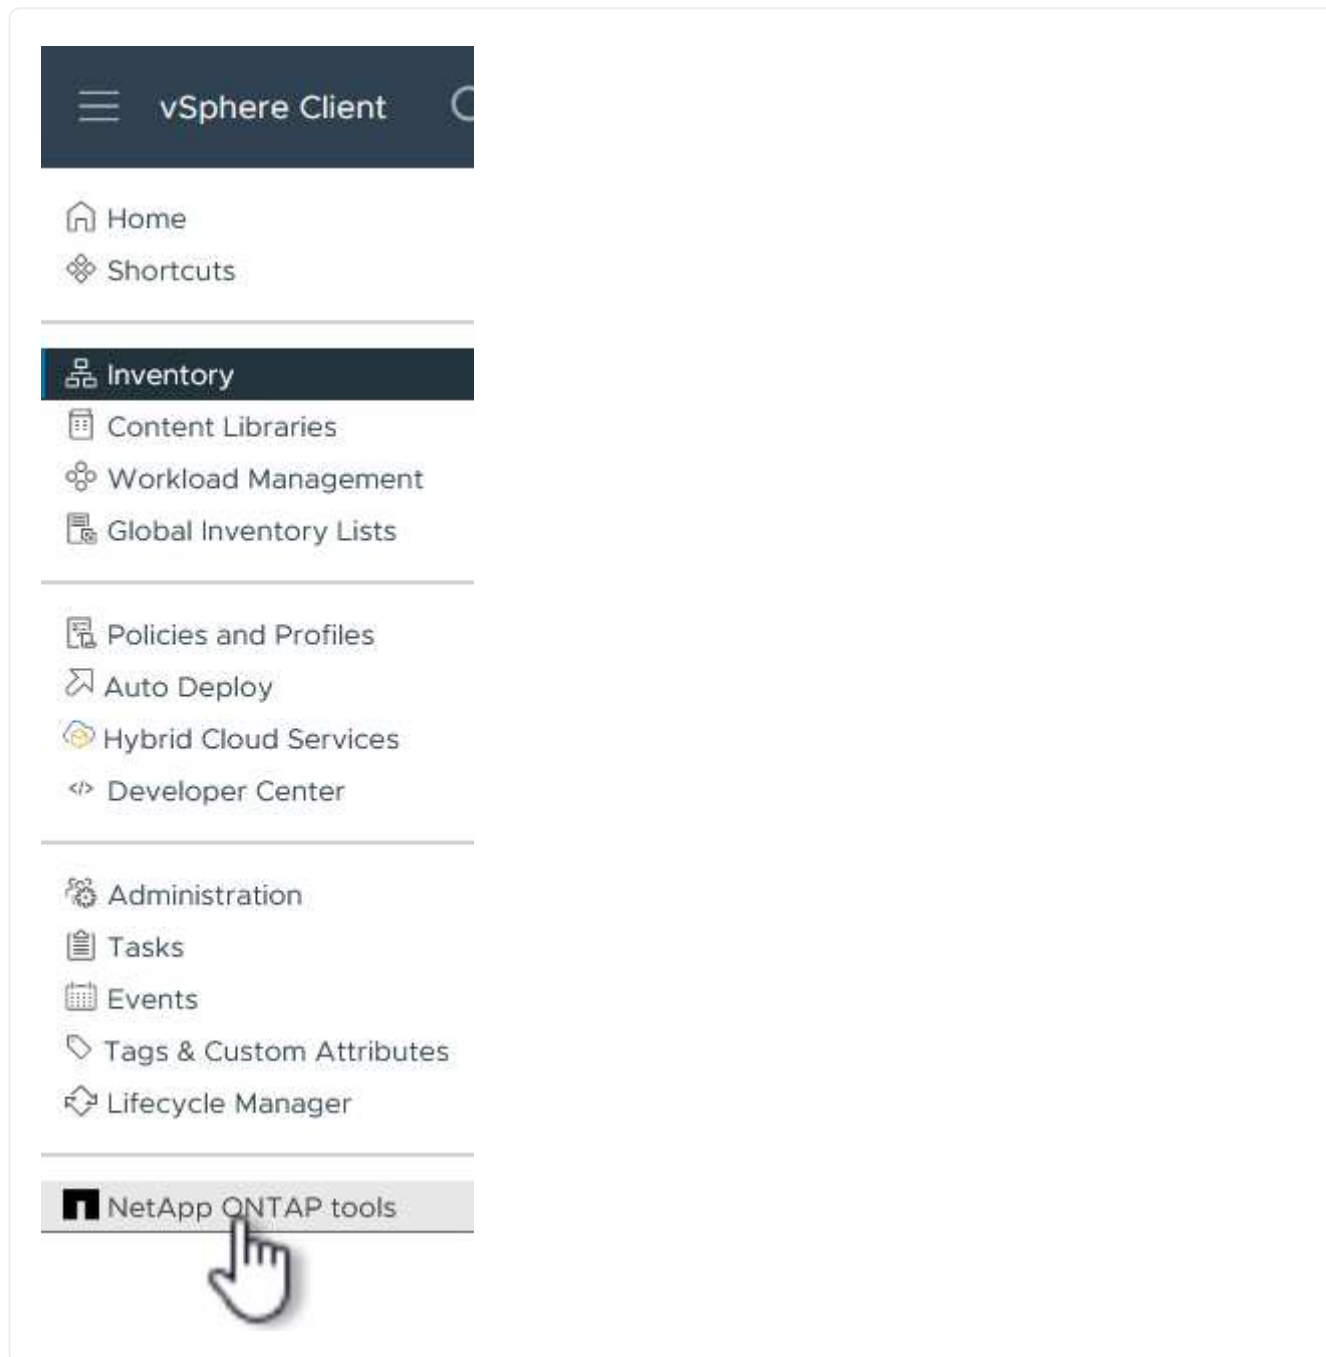 vSphere Client
Home
Shortcuts
Inventory
Content Libraries
Workload Management
Global Inventory Lists
Policies and Profiles
Auto Deploy
Hybrid Cloud Services
Developer Center
Administration
Tasks
Events
Tags & Custom Attributes
Lifecycle Manager
NetApp ONTAP tools